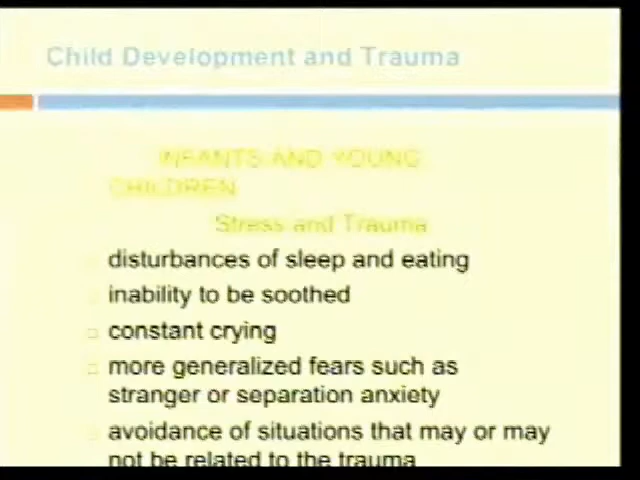 Child Development and Trauma
INFANTS AND YOUNG
CHILDREN
Stress and Trauma
disturbances of sleep and eating
inability to be soothed
constant crying
more generalized fears such as
stranger or separation anxiety
avoidance of situations that may or may
not be related to the trauma